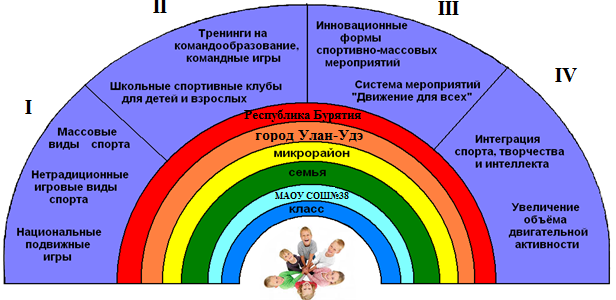 I
Массовые
виды спорта
Нетрадиционные
игровые виды
спорта
Национальные
подвижные
игры
II
Тренинги на
командообразование,
командные игры
Школьные спортивные клубы
для детей и взрослых
III
Инновационные
формы
спортивно-массовых
мероприятий
Система мероприятий
"Движение для всех"
IV
Интеграция
спорта, творчества
и интеллекта
Увеличение
объёма
двигательной
активности
Республика Бурятия
город Улан-Удэ
микрорайон
семья
МАОУ СОШ№38
класс